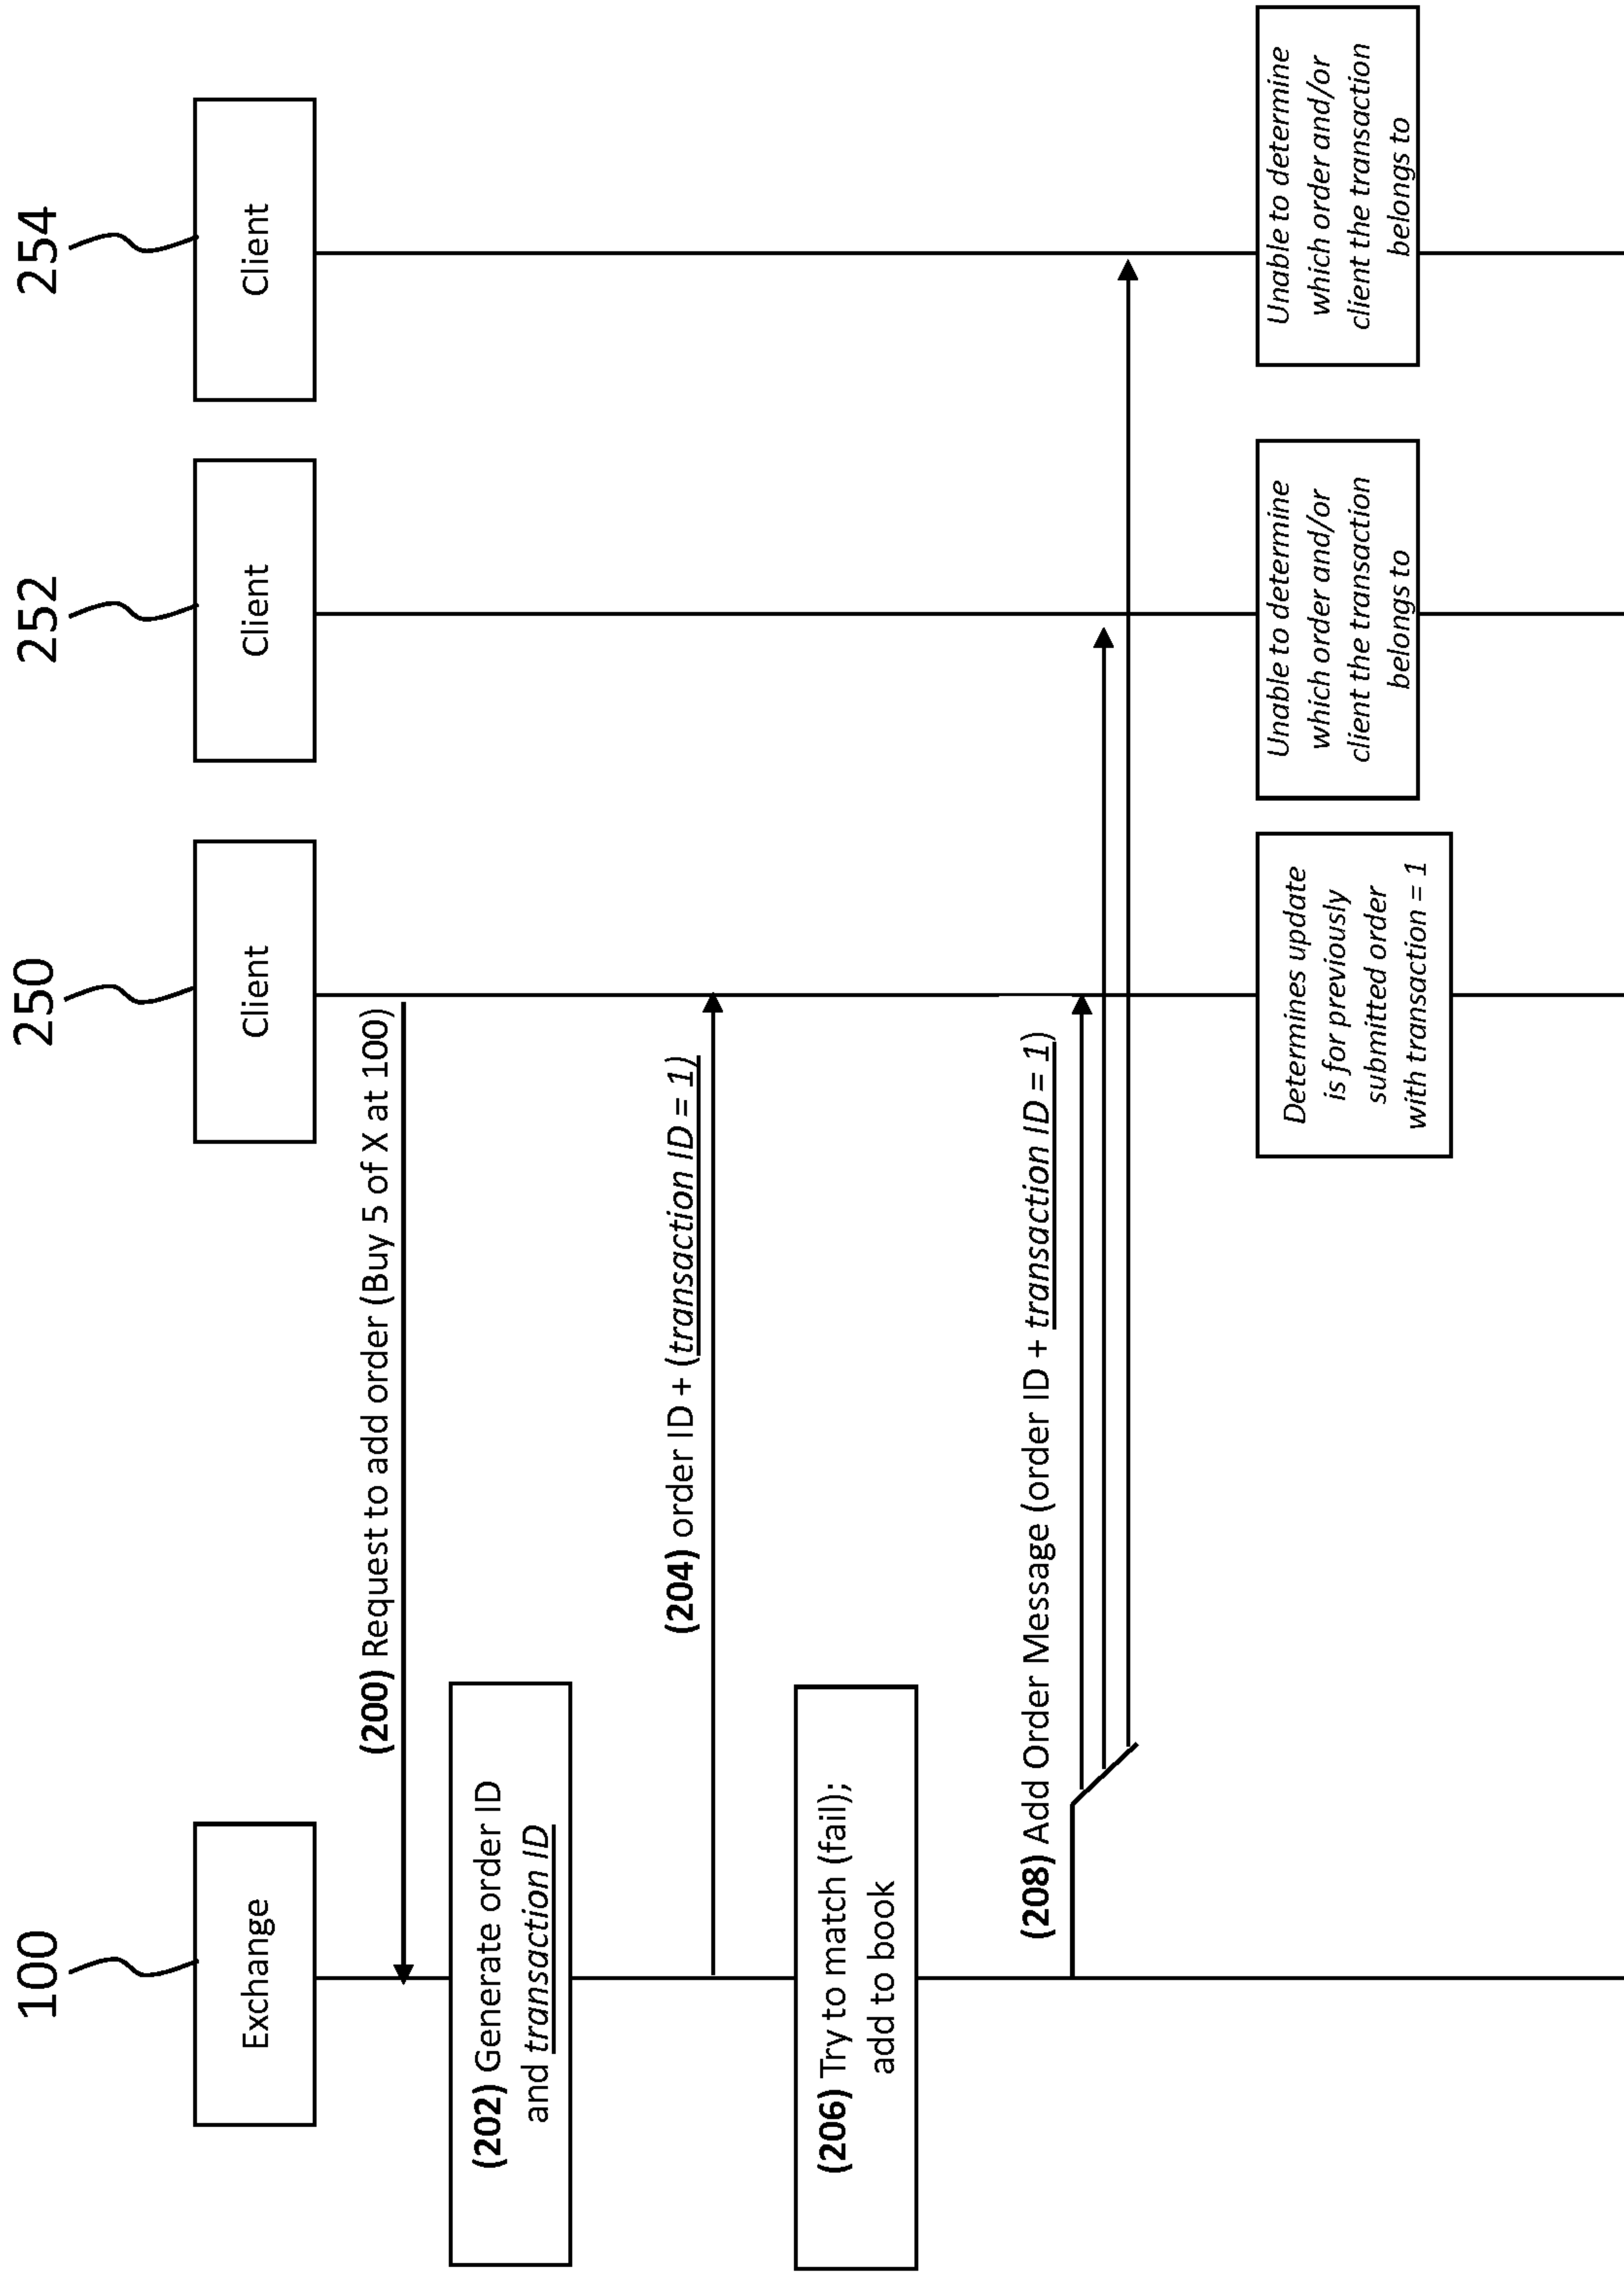 100
250
252
254
Exchange
Client
Client
Client
(200) Request to add order (Buy 5 of X at 100)
(202) Generate order ID
and transaction ID
(204) order ID + (transaction ID = 1)
(206) Try to match (fail);
add to book
(208) Add Order Message (order ID + transaction ID = 1)
Determines update
is for previously
submitted order
with transaction = 1
Unable to determine
which order and/or
client the transaction
belongs to
Unable to determine
which order and/or
client the transaction
belongs to